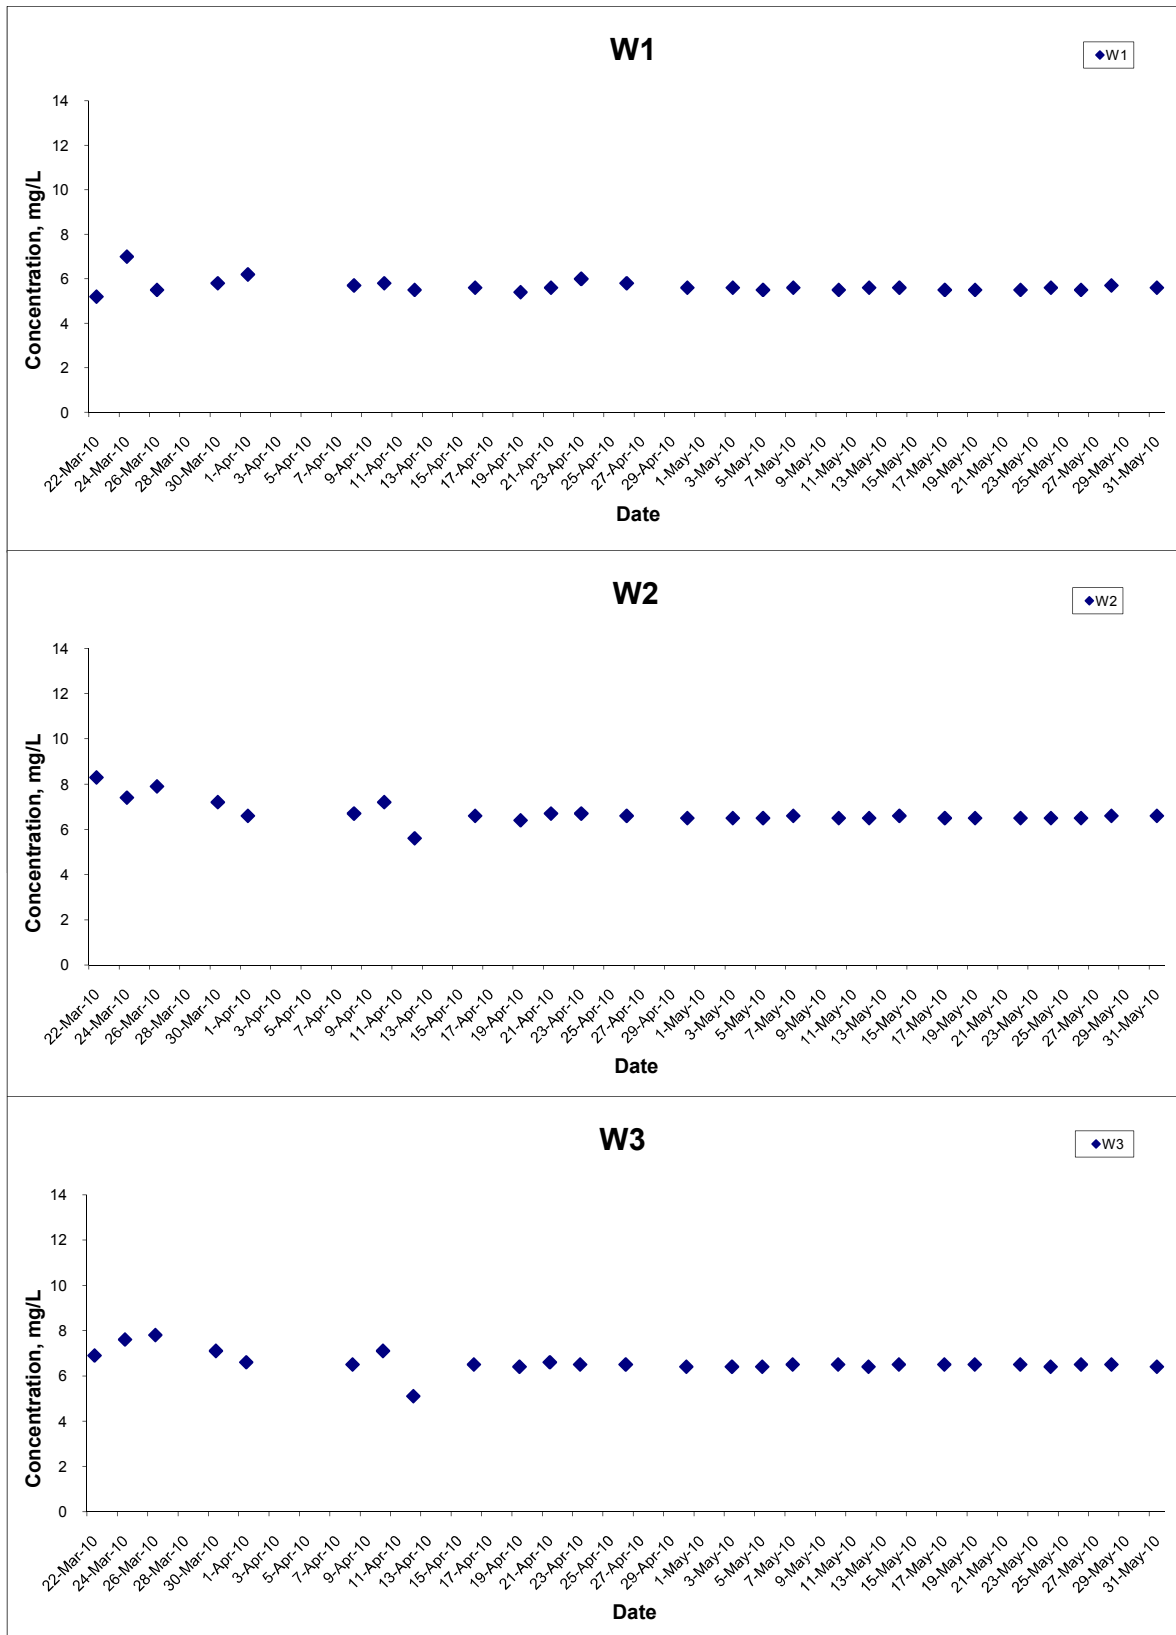 W1
W1
14
12
10
8
6
4
2
0
Concentration, mg/L
22-Mar-10 24-Mar-10 26-Mar-10 28-Mar-10 30-Mar-10 1-Apr-10 3-Apr-10 5-Apr-10 7-Apr-10 9-Apr-10 11-Apr-10 13-Apr-10 15-Apr-10 17-Apr-10 19-Apr-10 21-Apr-10 23-Apr-10 25-Apr-10 27-Apr-10 29-Apr-10 1-May-10 3-May-10 5-May-10 7-May-10 9-May-10 11-May-10 13-May-10 15-May-10 17-May-10 19-May-10 21-May-10 23-May-10 25-May-10 27-May-10 29-May-10 31-May-10
Date
W2
W2
14
12
10
8
6
4
2
0
Concentration, mg/L
22-Mar-10 24-Mar-10 26-Mar-10 28-Mar-10 30-Mar-10 1-Apr-10 3-Apr-10 5-Apr-10 7-Apr-10 9-Apr-10 11-Apr-10 13-Apr-10 15-Apr-10 17-Apr-10 19-Apr-10 21-Apr-10 23-Apr-10 25-Apr-10 27-Apr-10 29-Apr-10 1-May-10 3-May-10 5-May-10 7-May-10 9-May-10 11-May-10 13-May-10 15-May-10 17-May-10 19-May-10 21-May-10 23-May-10 25-May-10 27-May-10 29-May-10 31-May-10
Date
W3
W3
14
12
10
8
6
4
2
0
Concentration, mg/L
22-Mar-10 24-Mar-10 26-Mar-10 28-Mar-10 30-Mar-10 1-Apr-10 3-Apr-10 5-Apr-10 7-Apr-10 9-Apr-10 11-Apr-10 13-Apr-10 15-Apr-10 17-Apr-10 19-Apr-10 21-Apr-10 23-Apr-10 25-Apr-10 27-Apr-10 29-Apr-10 1-May-10 3-May-10 5-May-10 7-May-10 9-May-10 11-May-10 13-May-10 15-May-10 17-May-10 19-May-10 21-May-10 23-May-10 25-May-10 27-May-10 29-May-10 31-May-10
Date